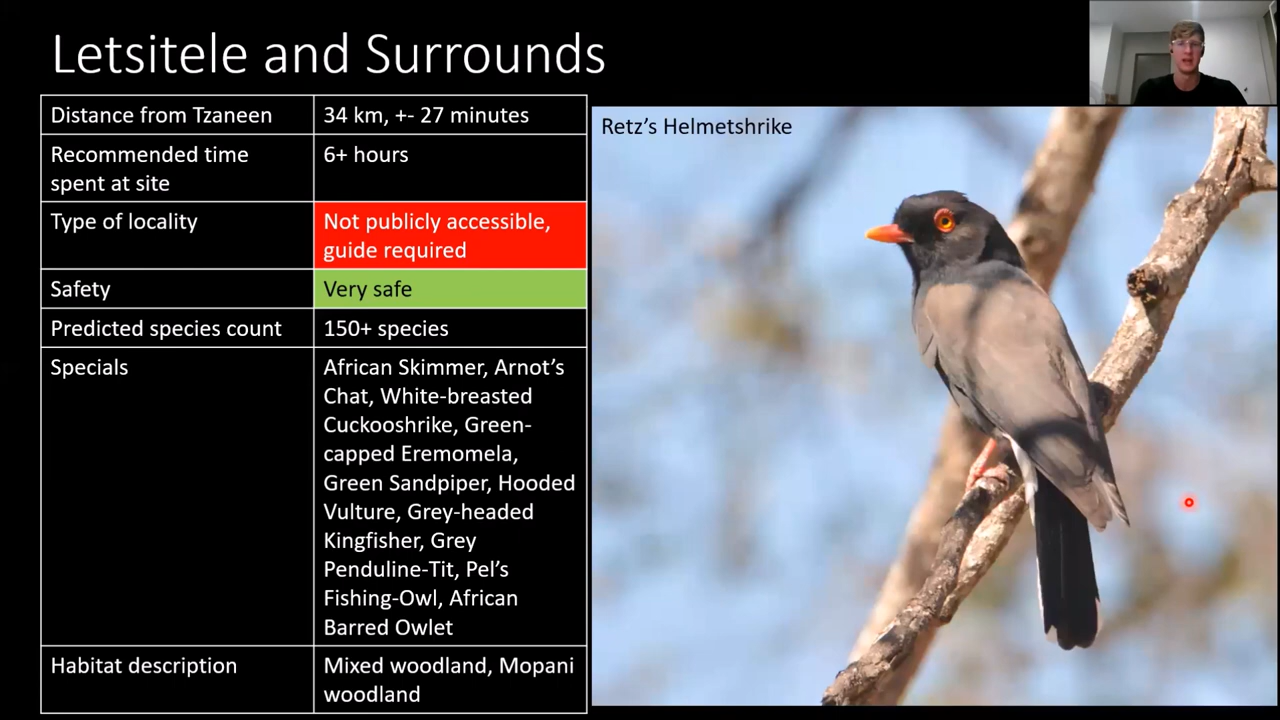 Letsitele and Surrounds
Distance from Tzaneen
34 km, +- 27 minutes
Recommended time
spent at site
6+ hours
Type of locality
Not publicly accessible,
guide required
Safety
Very safe
Predicted species count
150+ species
Specials
African Skimmer, Arnot’s
Chat, White-breasted
Cuckooshrike, Green-
capped Eremomela,
Green Sandpiper, Hooded
Vulture, Grey-headed
Kingfisher, Grey
Penduline-Tit, Pel’s
Fishing-Owl, African
Barred Owlet
Habitat description
Mixed woodland, Mopani
woodland
Retz’s Helmetshrike